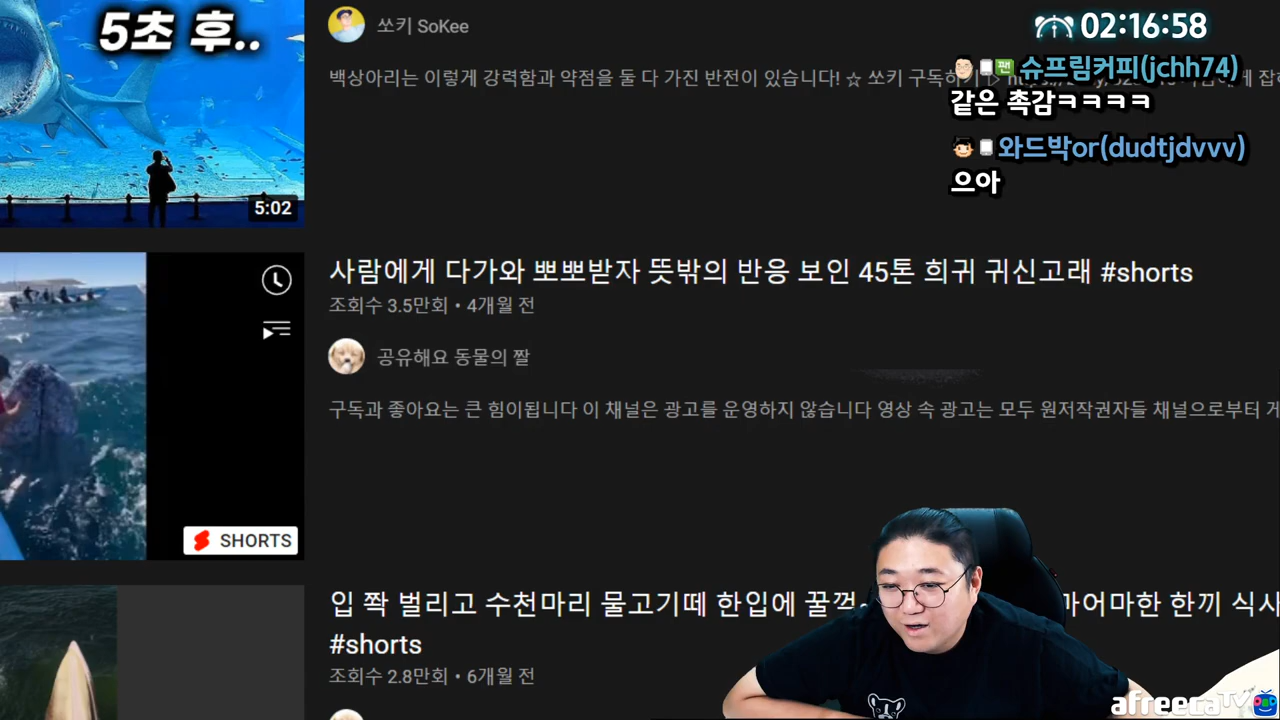 5초 후..
5:02
쏘키 SoKee
백상아리는 이렇게 강력함과 약점을 둘 다 가진 반전이 있습니다! ☆ 쏘키 구독하기
02:16:58
팬 슈프림커피(jchh74)
같은 촉감ㅋㅋㅋㅋ
와드박or(dudtjdvvv)
으아
사람에게 다가와 뽀뽀받자 뜻밖의 반응 보인 45톤 희귀 귀신고래 #shorts
조회수 3.5만회 • 4개월 전
공유해요 동물의 짤
구독과 좋아요는 큰 힘이됩니다 이 채널은 광고를 운영하지 않습니다 영상 속 광고는 모두 원저작권자들 채널으로부터 게
SHORTS
입 쫙 벌리고 수천마리 물고기떼 한입에 꿀꺽~ 마어마한 한끼 식사
#shorts
조회수 2.8만회 • 6개월 전
afreecaTV